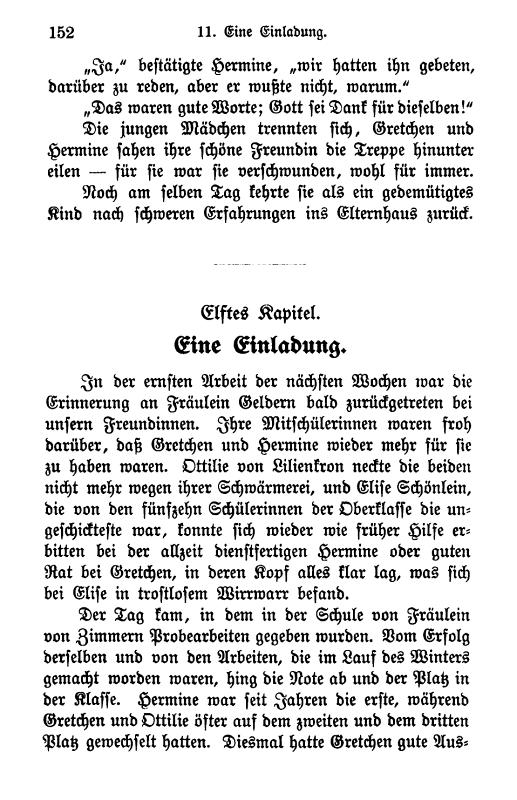 152 11. Eine Einladung.
„Ja,“ bestätigte Hermine, „wir hatten ihn gebeten,
darüber zu reden, aber er wußte nicht, warum.“
„Das waren gute Worte; Gott sei Dank für dieselben!“
Die jungen Mädchen trennten sich, Gretchen und
Hermine sahen ihre schöne Freundin die Treppe hinunter
eilen — für sie war sie verschwunden, wohl für immer.
Noch am selben Tag kehrte sie als ein gedemütigtes
Kind nach schweren Erfahrungen ins Elternhaus zurück.
Elftes Kapitel.
Eine Einladung.
In der ernsten Arbeit der nächsten Wochen war die
Erinnerung an Fräulein Geldern bald zurückgetreten bei
unsern Freundinnen. Ihre Mitschülerinnen waren froh
darüber, daß Gretchen und Hermine wieder mehr für sie
zu haben waren. Ottilie von Lilienkron neckte die beiden
nicht mehr wegen ihrer Schwärmerei, und Elise Schönlein,
die von den fünfzehn Schülerinnen der Oberklasse die un-
geschickteste war, konnte sich wieder wie früher Hilfe er-
bitten bei der allzeit dienstfertigen Hermine oder guten
Rat bei Gretchen, in deren Kopf alles klar lag, was sich
bei Elise in trostlosem Wirrwarr befand.
Der Tag kam, in dem in der Schule von Fräulein
von Zimmern Probearbeiten gegeben wurden. Vom Erfolg
derselben und von den Arbeiten, die im Lauf des Winters
gemacht worden waren, hing die Note ab und der Platz in
der Klasse. Hermine war seit Jahren die erste, während
Gretchen und Ottilie öfter auf dem zweiten und dem dritten
Platz gewechselt hatten. Diesmal hatte Gretchen gute Aus-